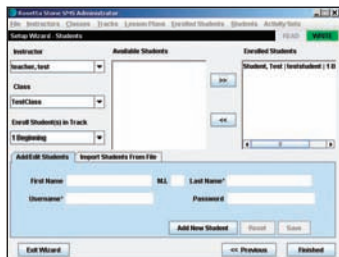 Rosetta Stone SMS Administrator
File Instructors Classes Tracks Lesson Plans Enrolled Students Students Activity Sets
Setup Wizard - Students READ WRITE
Instructor Available Students Enrolled Students
teacher, test >> Student, Test | teststudent | 1 B
Class
TestClass
<<
Enroll Student(s) in Track
1 Beginning
Add/Edit Students Import Students From File
First Name M.I. Last Name*
Username* Password
Add New Student Reset Save
Exit Wizard << Previous Finished